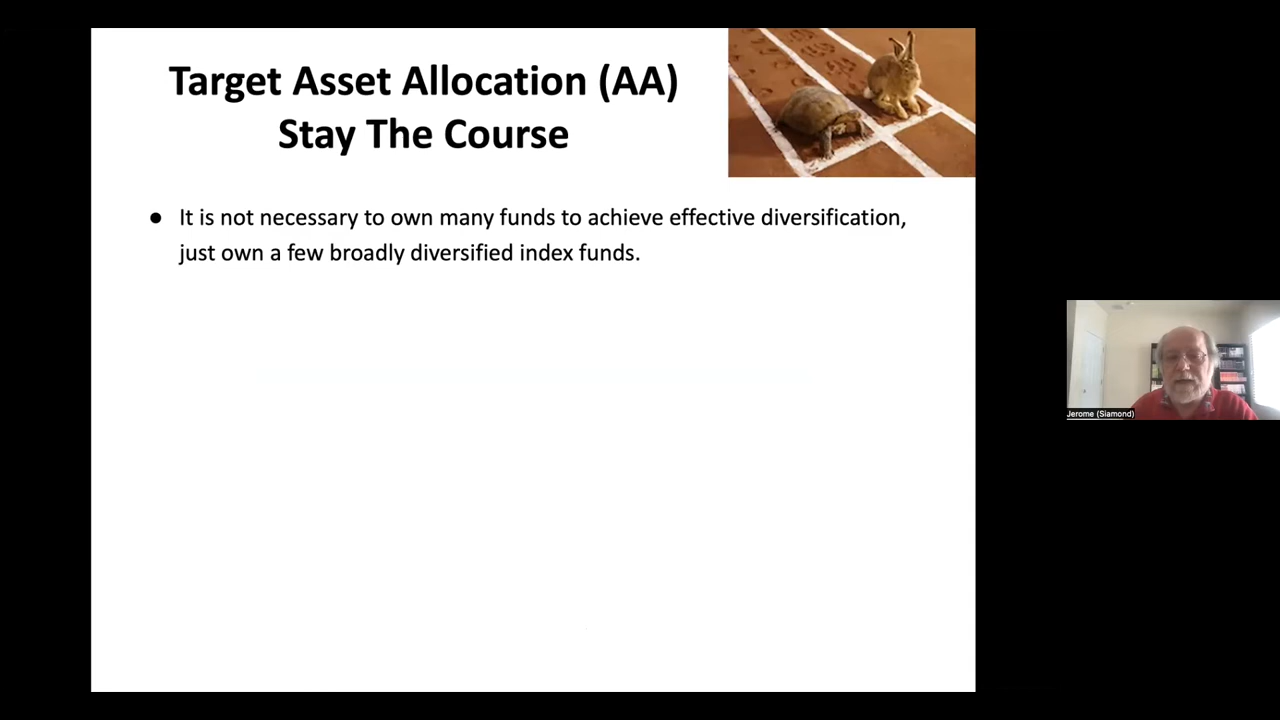 Target Asset Allocation (AA)
Stay The Course
● It is not necessary to own many funds to achieve effective diversification,
just own a few broadly diversified index funds.
Jerome (Siamond)